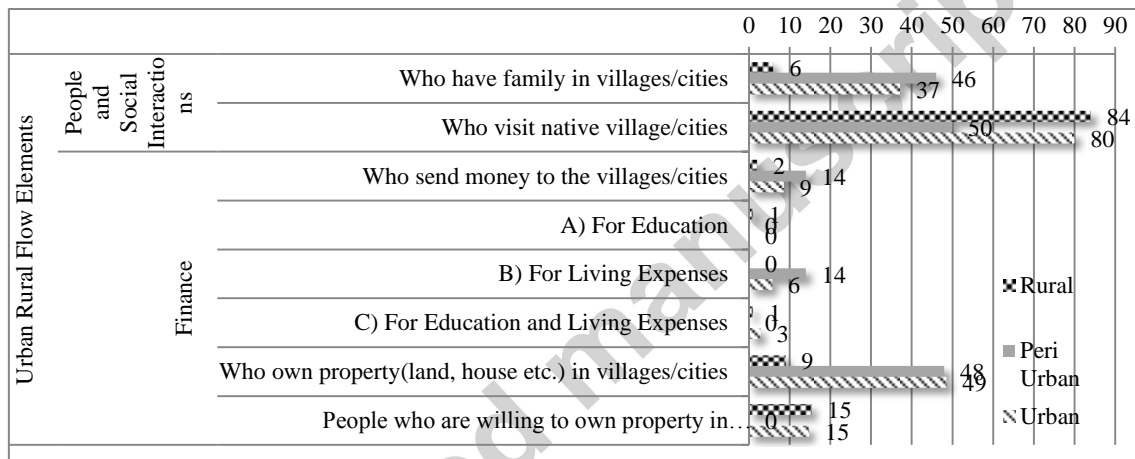 0 10 20 30 40 50 60 70 80 90
Urban Rural Flow Elements
People
and
Social
Interactio
ns
Who have family in villages/cities
6
46
37
Who visit native village/cities
84
50
80
Finance
Who send money to the villages/cities
2
14
9
A) For Education
1
0
0
B) For Living Expenses
0
14
6
C) For Education and Living Expenses
1
0
3
Who own property(land, house etc.) in villages/cities
9
48
49
People who are willing to own property in…
15
0
15
Rural
Peri
Urban
Urban